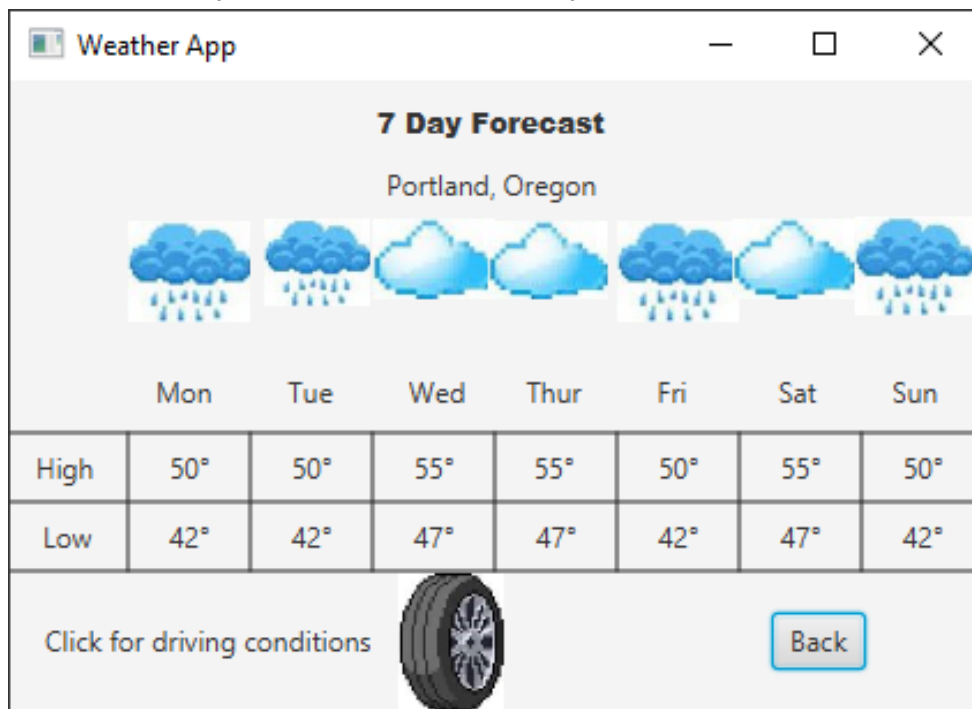 Weather App
7 Day Forecast
Portland, Oregon
Mon Tue Wed Thur Fri Sat Sun
High 50° 50° 55° 55° 50° 55° 50°
Low 42° 42° 47° 47° 42° 47° 42°
Click for driving conditions Back